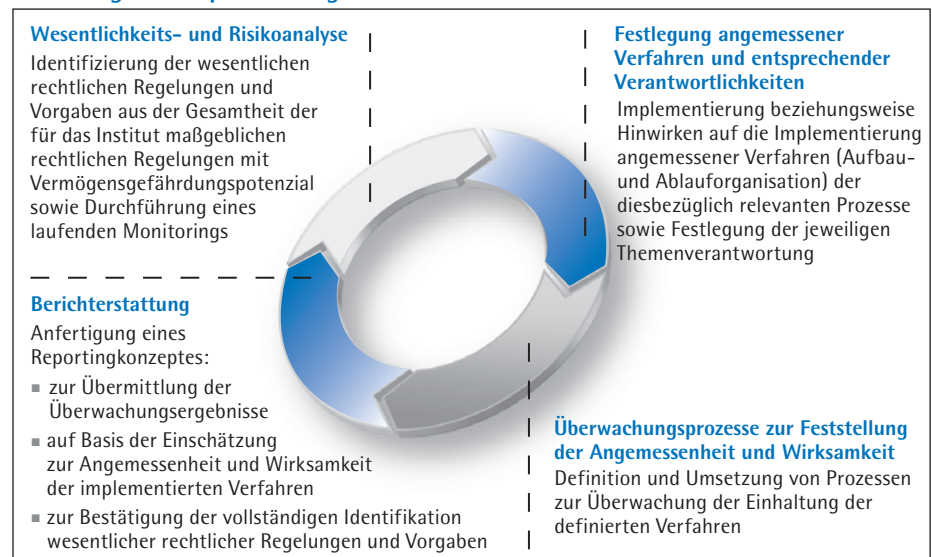 Wesentlichkeits- und Risikoanalyse
Identifizierung der wesentlichen
rechtlichen Regelungen und
Vorgaben aus der Gesamtheit der
für das Institut maßgeblichen
rechtlichen Regelungen mit
Vermögensgefährdungspotenzial
sowie Durchführung eines
laufenden Monitorings
Festlegung angemessener
Verfahren und entsprechender
Verantwortlichkeiten
Implementierung beziehungsweise
Hinwirken auf die Implementierung
angemessener Verfahren (Aufbau-
und Ablauforganisation) der
diesbezüglich relevanten Prozesse
sowie Festlegung der jeweiligen
Themenverantwortung
Berichterstattung
Anfertigung eines
Reportingkonzeptes:
▪ zur Übermittlung der
Überwachungsergebnisse
▪ auf Basis der Einschätzung
zur Angemessenheit und Wirksamkeit
der implementierten Verfahren
▪ zur Bestätigung der vollständigen Identifikation
wesentlicher rechtlicher Regelungen und Vorgaben
Überwachungsprozesse zur Feststellung
der Angemessenheit und Wirksamkeit
Definition und Umsetzung von Prozessen
zur Überwachung der Einhaltung der
definierten Verfahren